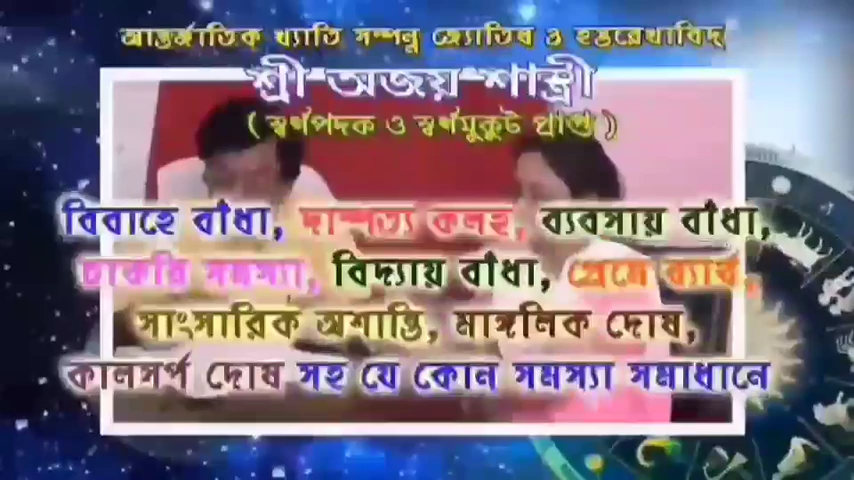 আন্তর্জাতিক খ্যাতি সম্পন্ন জ্যোতিষ ও হস্তরেখাবিদ
শ্রী অজয় শাস্ত্রী
( স্বর্ণপদক ও স্বর্ণমুকুট প্রাপ্ত )
বিবাহে বাঁধা, দাম্পত্য কলহ, ব্যবসায় বাঁধা,
চাকরি সমস্যা, বিদ্যায় বাঁধা, প্রেমে ব্যার্থ,
সাংসারিক অশান্তি, মাঙ্গলিক দোষ,
কালসর্প দোষ সহ যে কোন সমস্যা সমাধানে